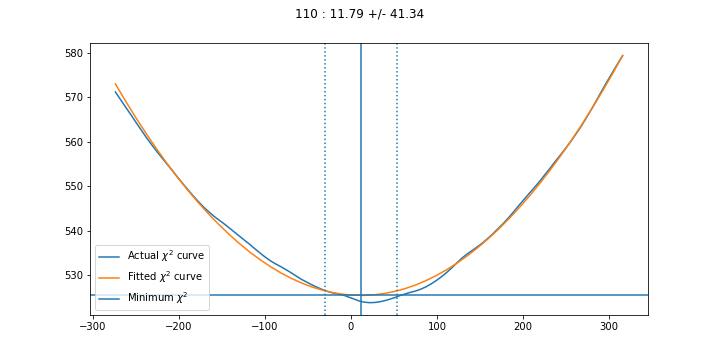 110 : 11.79 +/- 41.34
580
570
560
550
540
530
Actual χ² curve
Fitted χ² curve
Minimum χ²
−300 −200 −100 0 100 200 300